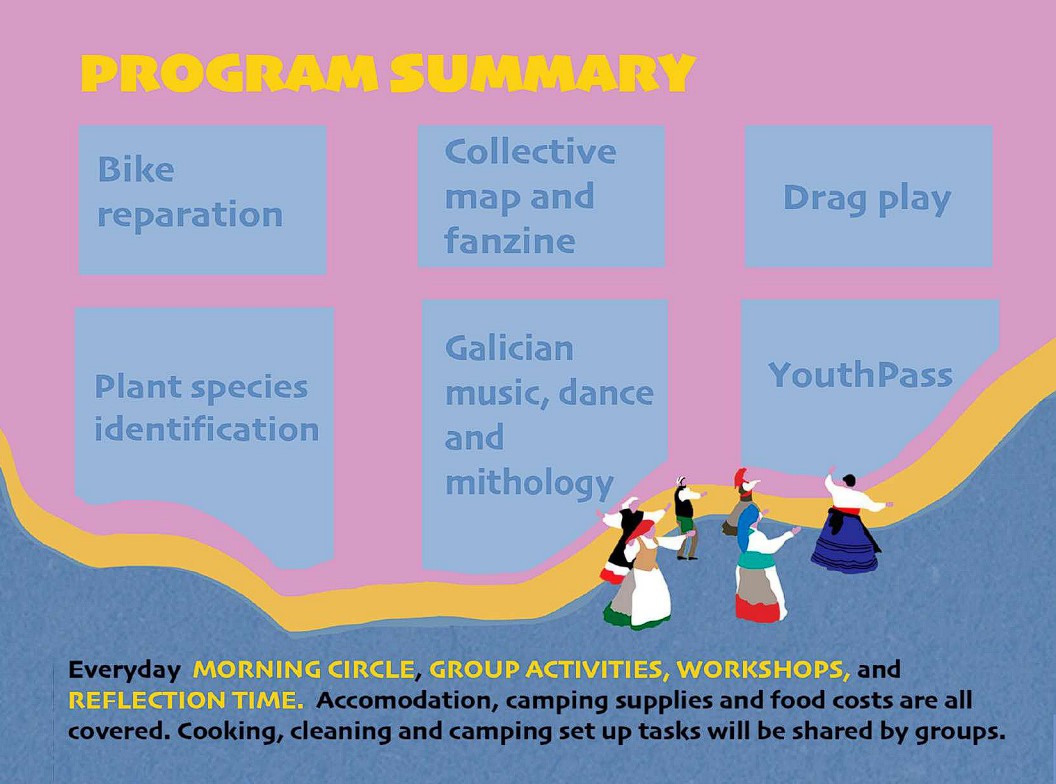 PROGRAM SUMMARY
Bike
reparation
Collective
map and
fanzine
Drag play
Plant species
identification
Galician
music, dance
and
mithology
YouthPass
Everyday MORNING CIRCLE, GROUP ACTIVITIES, WORKSHOPS, and
REFLECTION TIME. Accomodation, camping supplies and food costs are all
covered. Cooking, cleaning and camping set up tasks will be shared by groups.